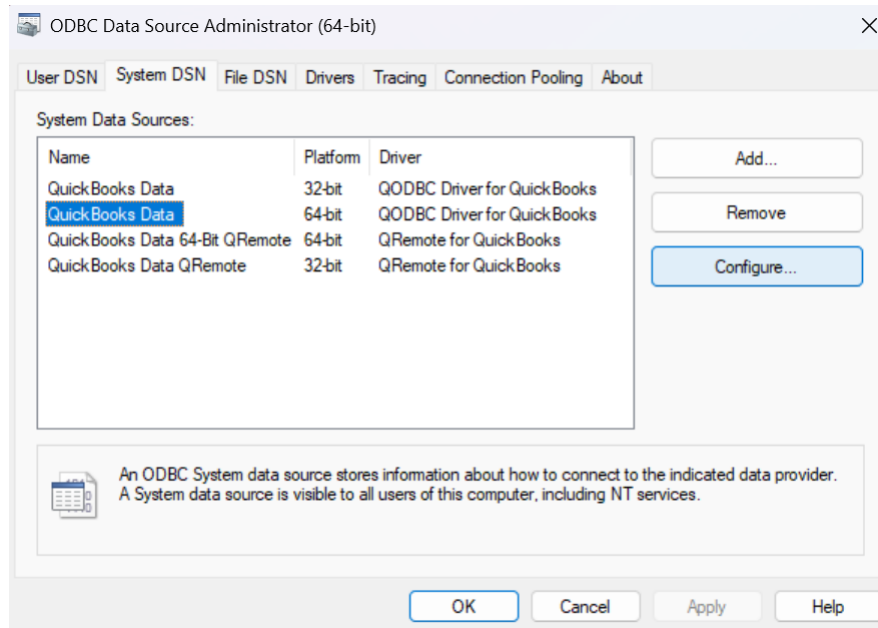 ODBC Data Source Administrator (64-bit)
User DSN System DSN File DSN Drivers Tracing Connection Pooling About
System Data Sources:
Name Platform Driver
QuickBooks Data 32-bit QODBC Driver for QuickBooks
QuickBooks Data 64-bit QODBC Driver for QuickBooks
QuickBooks Data 64-Bit QRemote 64-bit QRemote for QuickBooks
QuickBooks Data QRemote 32-bit QRemote for QuickBooks
Add...
Remove
Configure...
An ODBC System data source stores information about how to connect to the indicated data provider.
A System data source is visible to all users of this computer, including NT services.
OK Cancel Apply Help